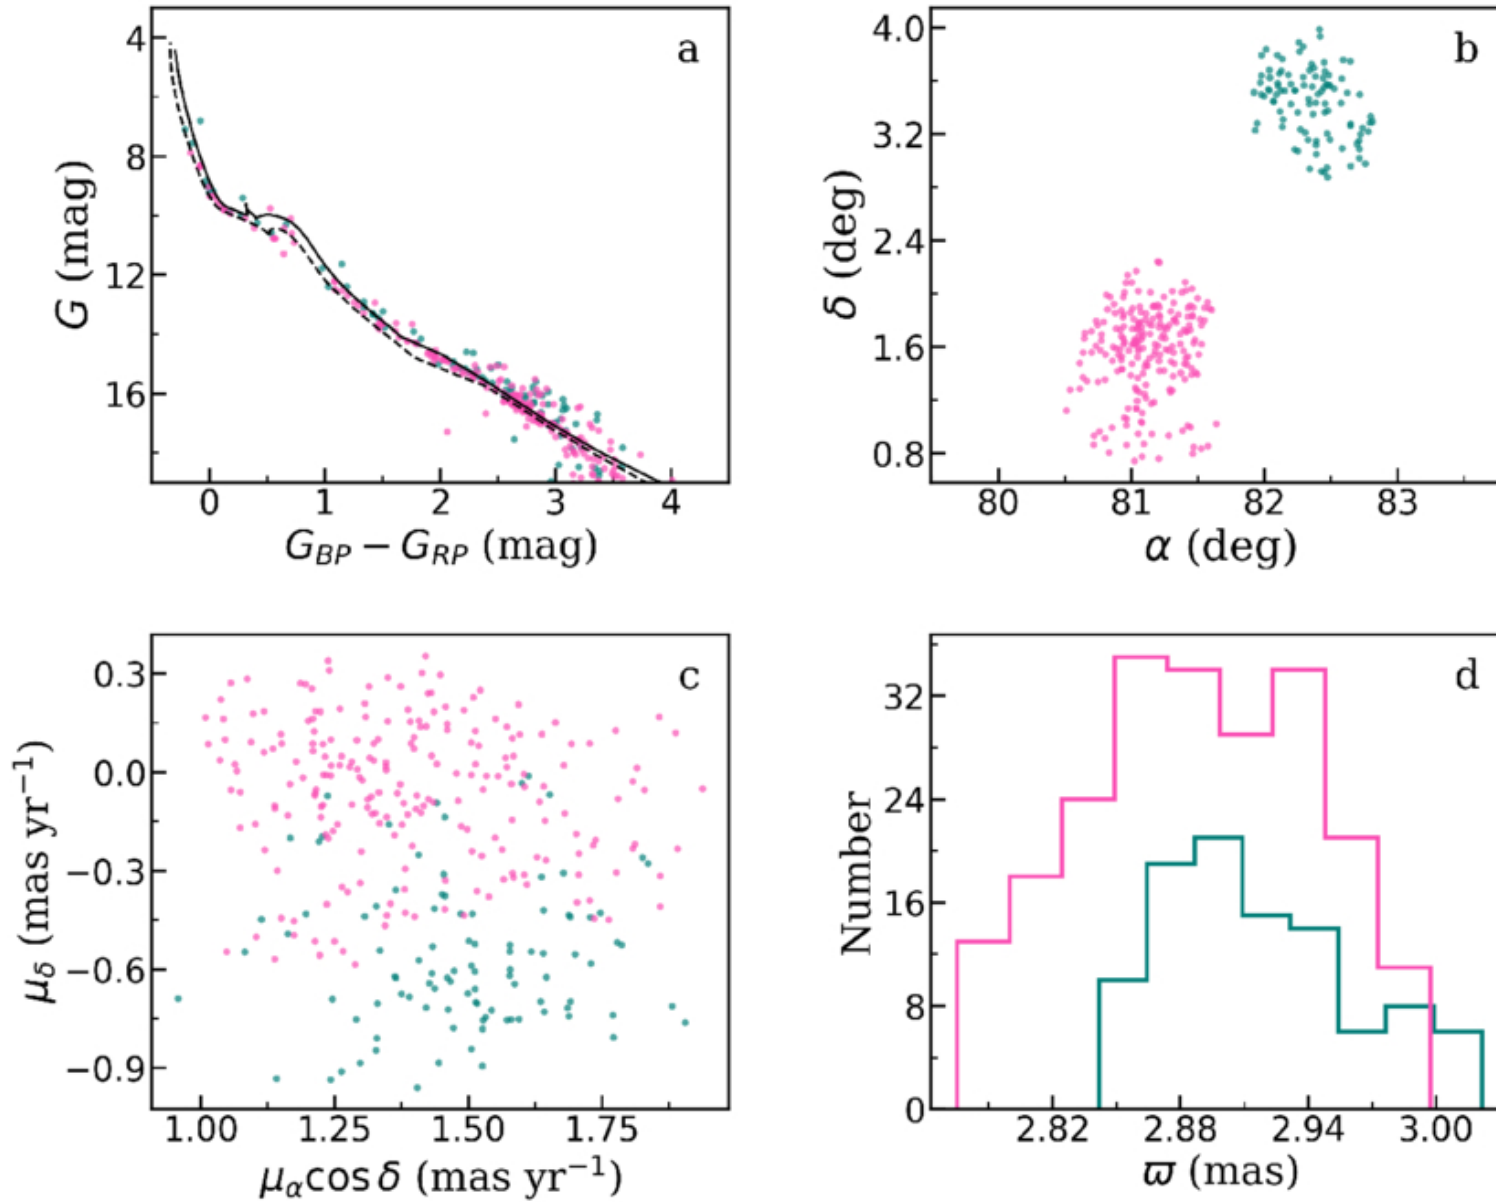 a
4
8
12
16
G (mag)
0 1 2 3 4
G_BP − G_RP (mag)
b
4.0
3.2
2.4
1.6
0.8
δ (deg)
80 81 82 83
α (deg)
c
0.3
0.0
−0.3
−0.6
−0.9
μ_δ (mas yr⁻¹)
1.00 1.25 1.50 1.75
μ_α cos δ (mas yr⁻¹)
d
32
24
16
8
0
Number
2.82 2.88 2.94 3.00
ϖ (mas)